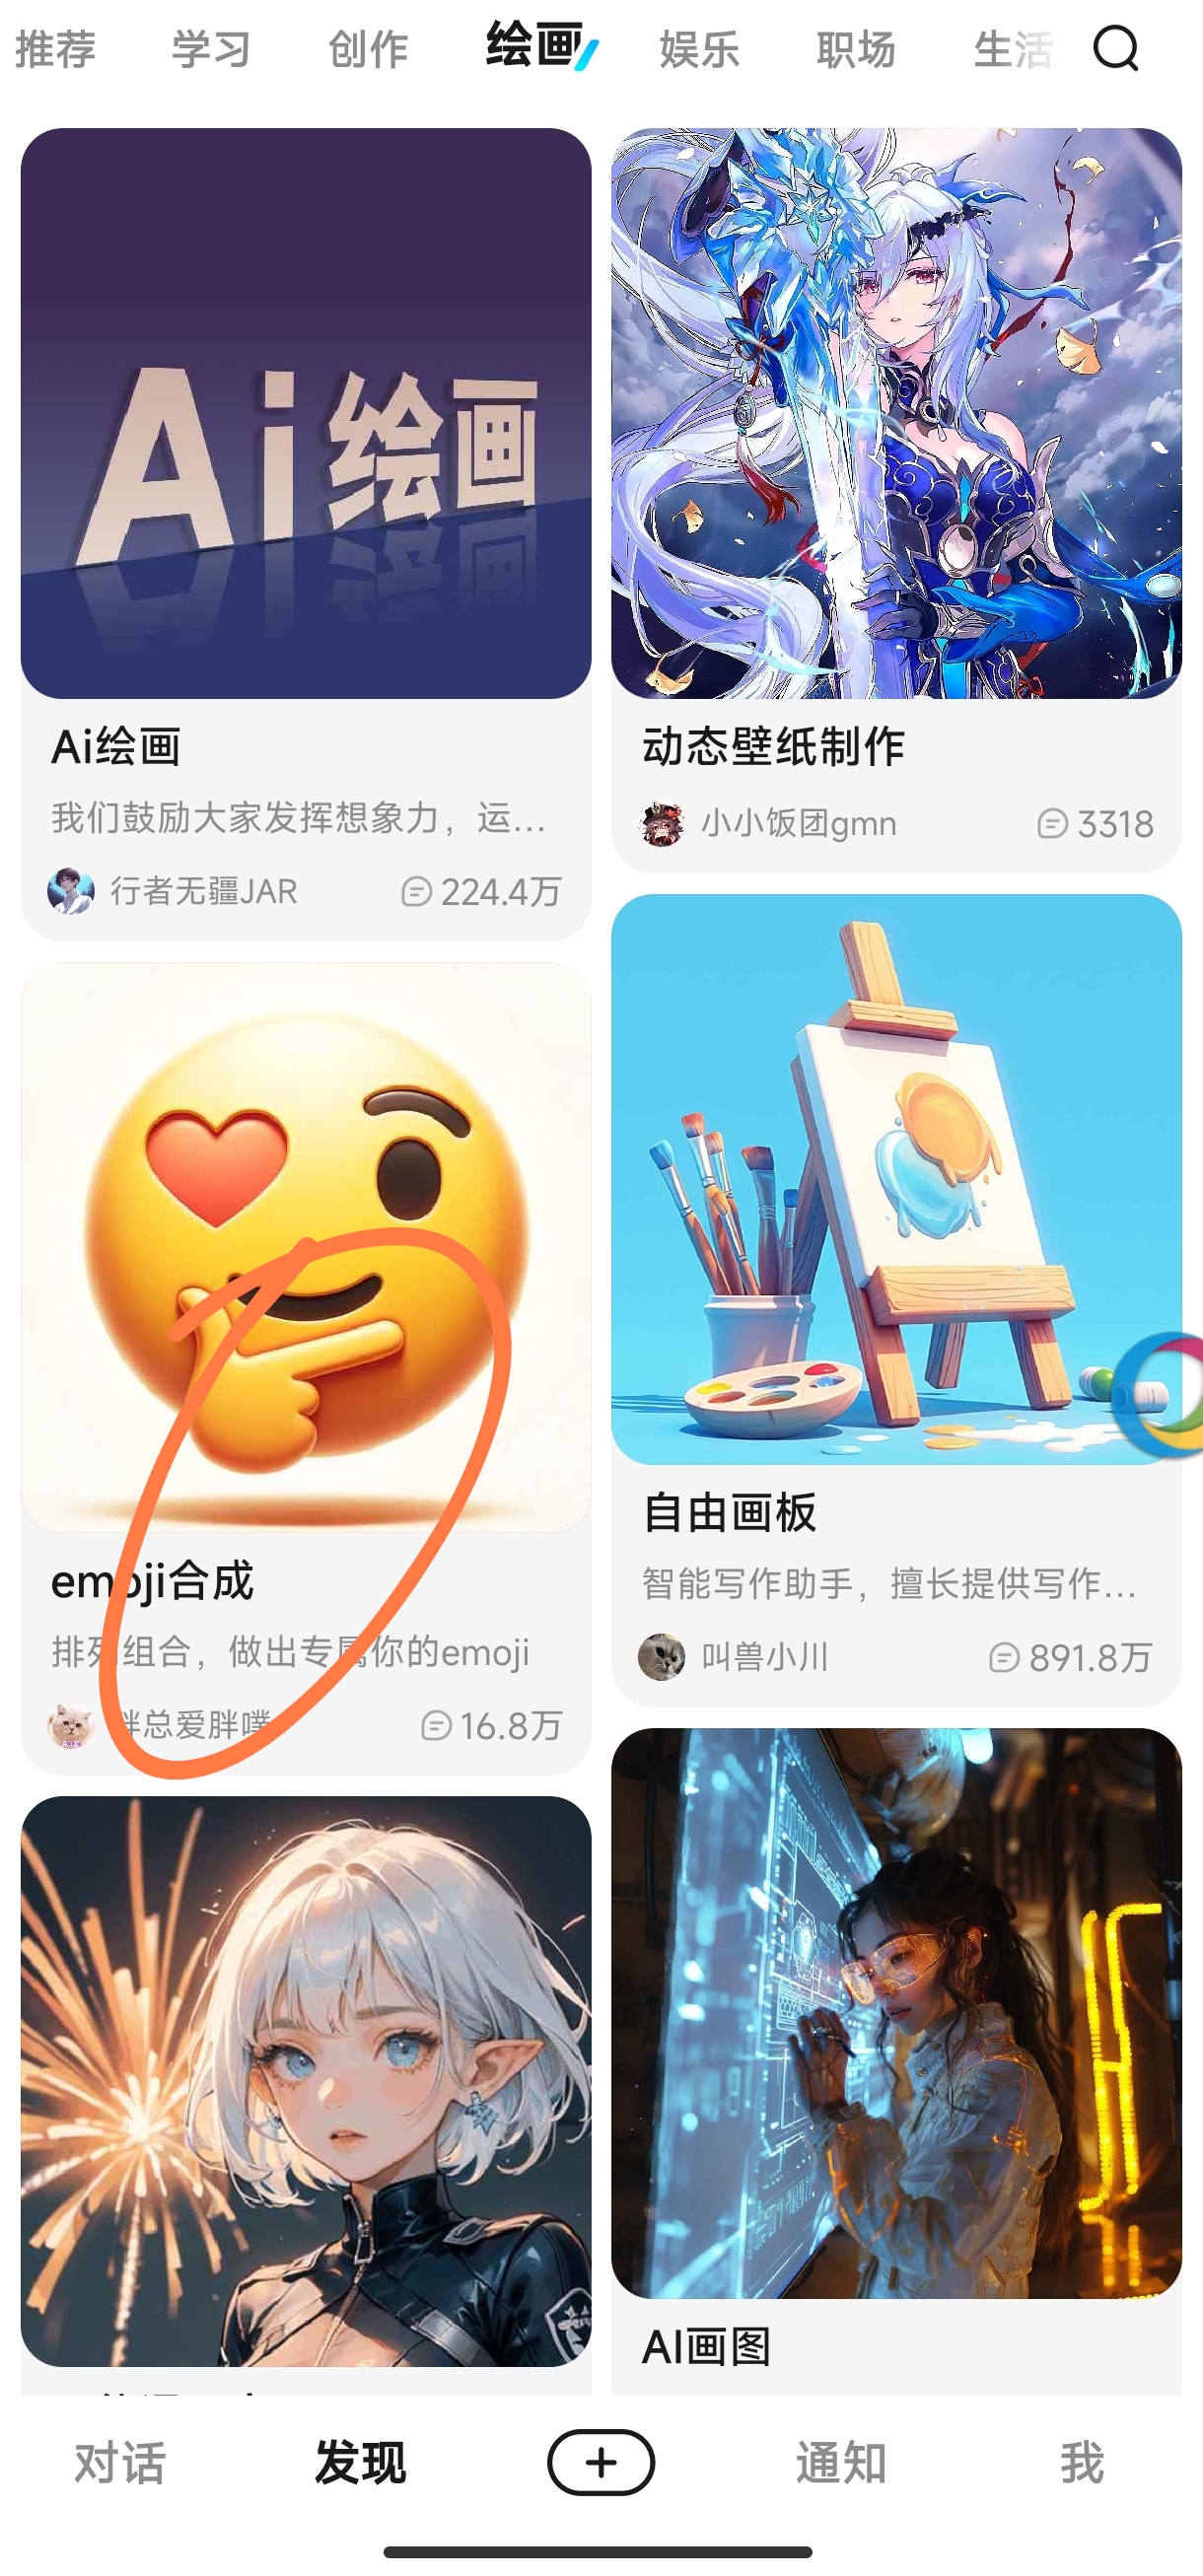 推荐 学习 创作 绘画 娱乐 职场 生活
Ai绘画
Ai绘画
我们鼓励大家发挥想象力，运...
行者无疆JAR 224.4万
动态壁纸制作
小小饭团gmn 3318
emoji合成
排列组合，做出专属你的emoji
胖总爱胖噗 16.8万
自由画板
智能写作助手，擅长提供写作...
叫兽小川 891.8万
AI画图
对话 发现 通知 我